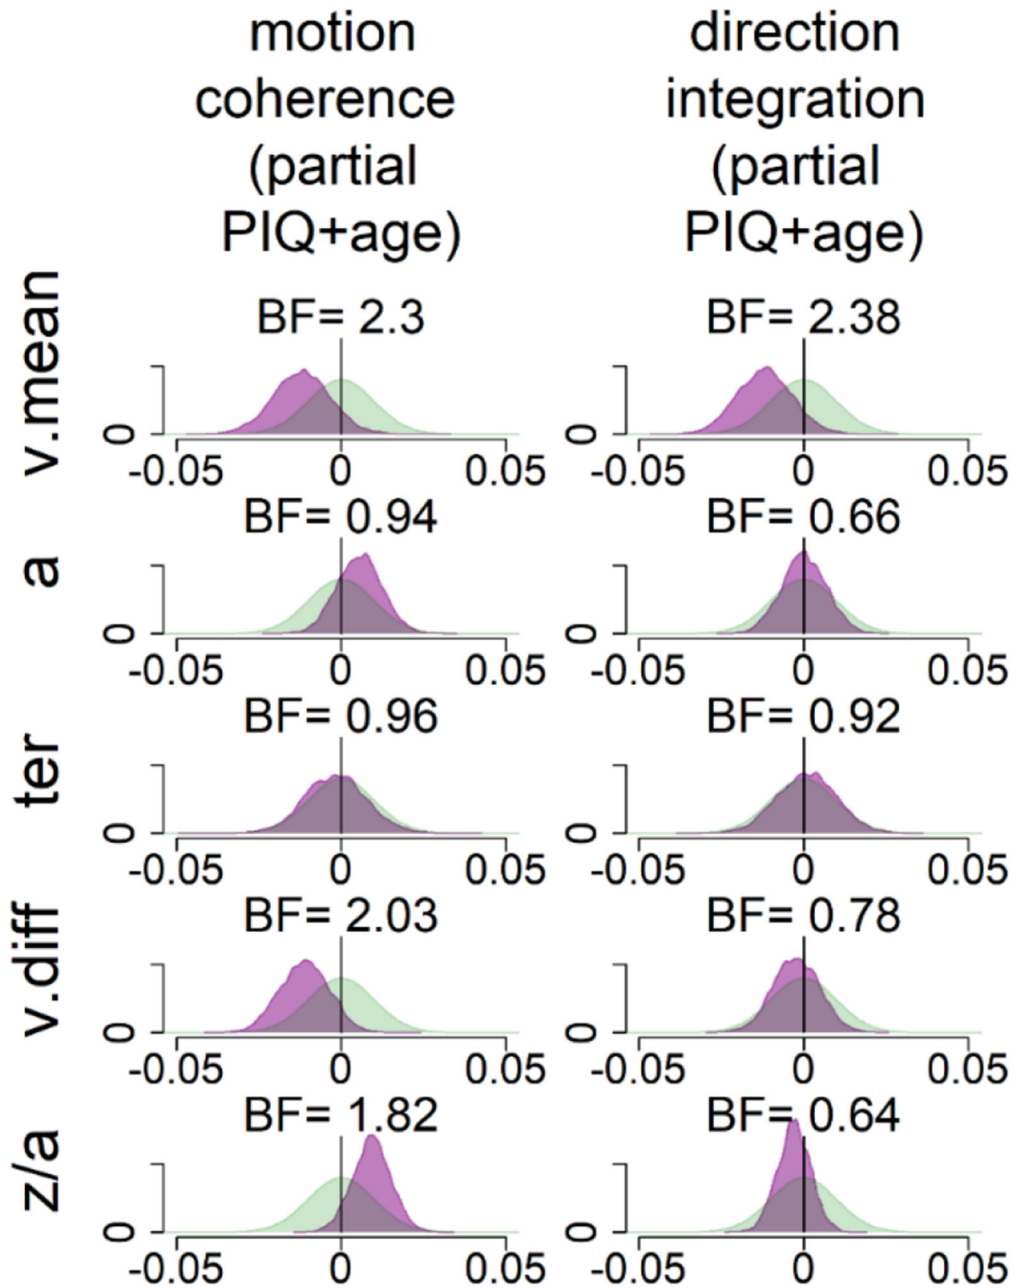 motion direction
coherence integration
(partial (partial
PIQ+age) PIQ+age)
v.mean
BF= 2.3 BF= 2.38
0 0
-0.05 0 0.05 -0.05 0 0.05
a
BF= 0.94 BF= 0.66
0 0
-0.05 0 0.05 -0.05 0 0.05
ter
BF= 0.96 BF= 0.92
0 0
-0.05 0 0.05 -0.05 0 0.05
v.diff
BF= 2.03 BF= 0.78
0 0
-0.05 0 0.05 -0.05 0 0.05
z/a
BF= 1.82 BF= 0.64
0 0
-0.05 0 0.05 -0.05 0 0.05